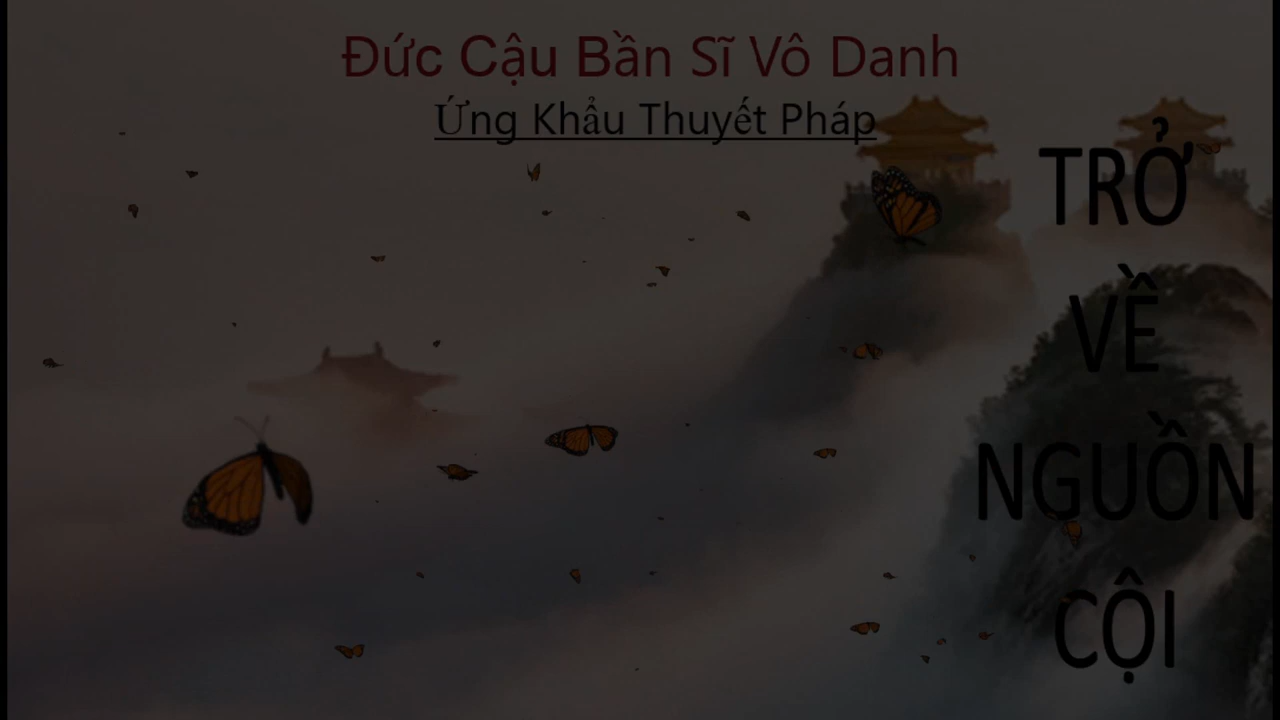 Đức Cậu Bần Sĩ Vô Danh
Ứng Khẩu Thuyết Pháp
TRỞ
VỀ
NGUỒN
CỘI